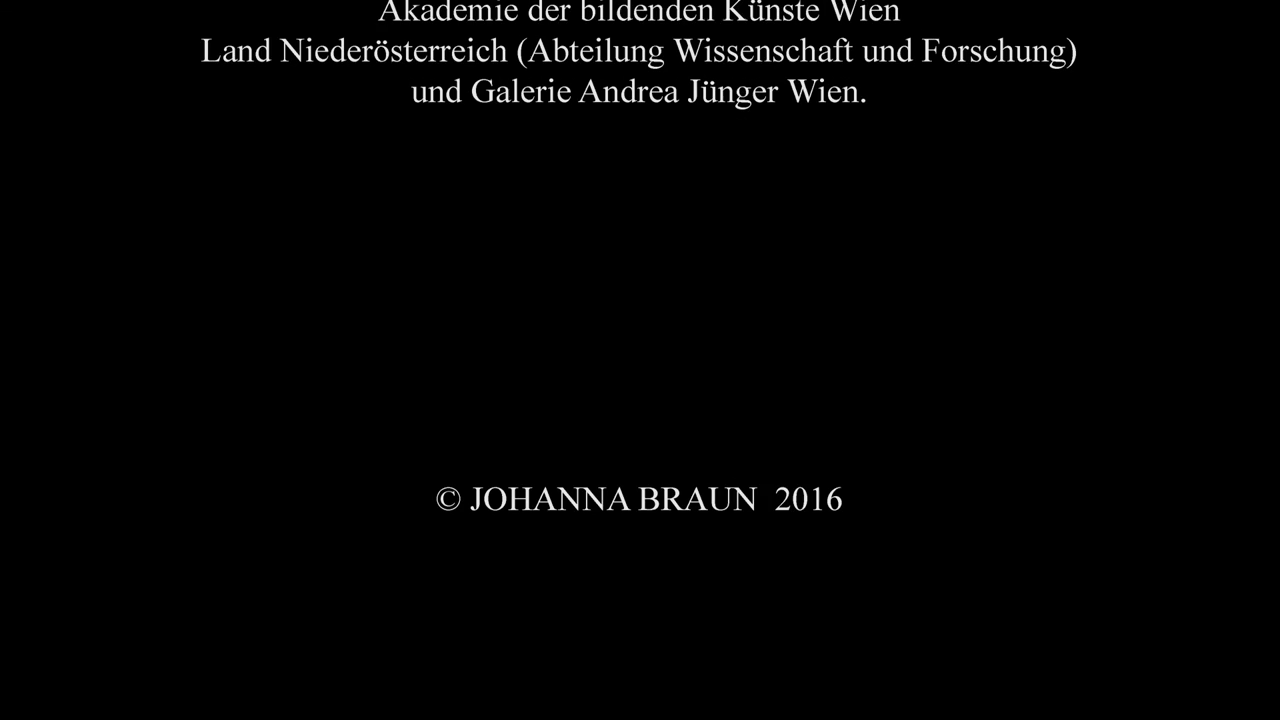 Akademie der bildenden Künste Wien
Land Niederösterreich (Abteilung Wissenschaft und Forschung)
und Galerie Andrea Jünger Wien.
© JOHANNA BRAUN 2016